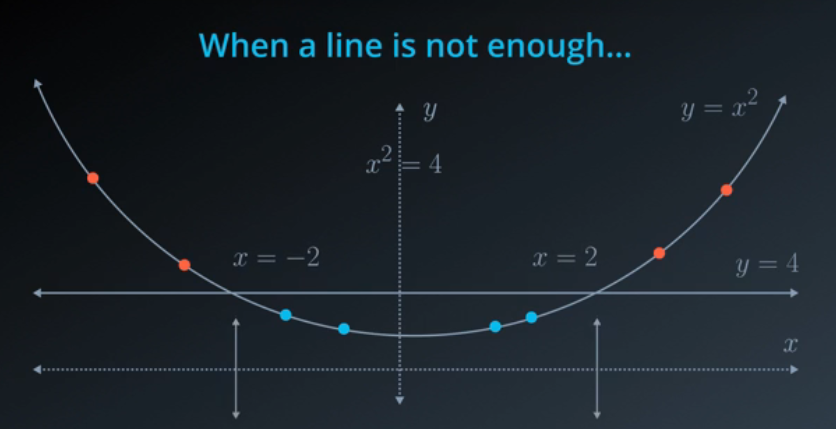 When a line is not enough...
y
y = x²
x² = 4
x = −2
x = 2
y = 4
x